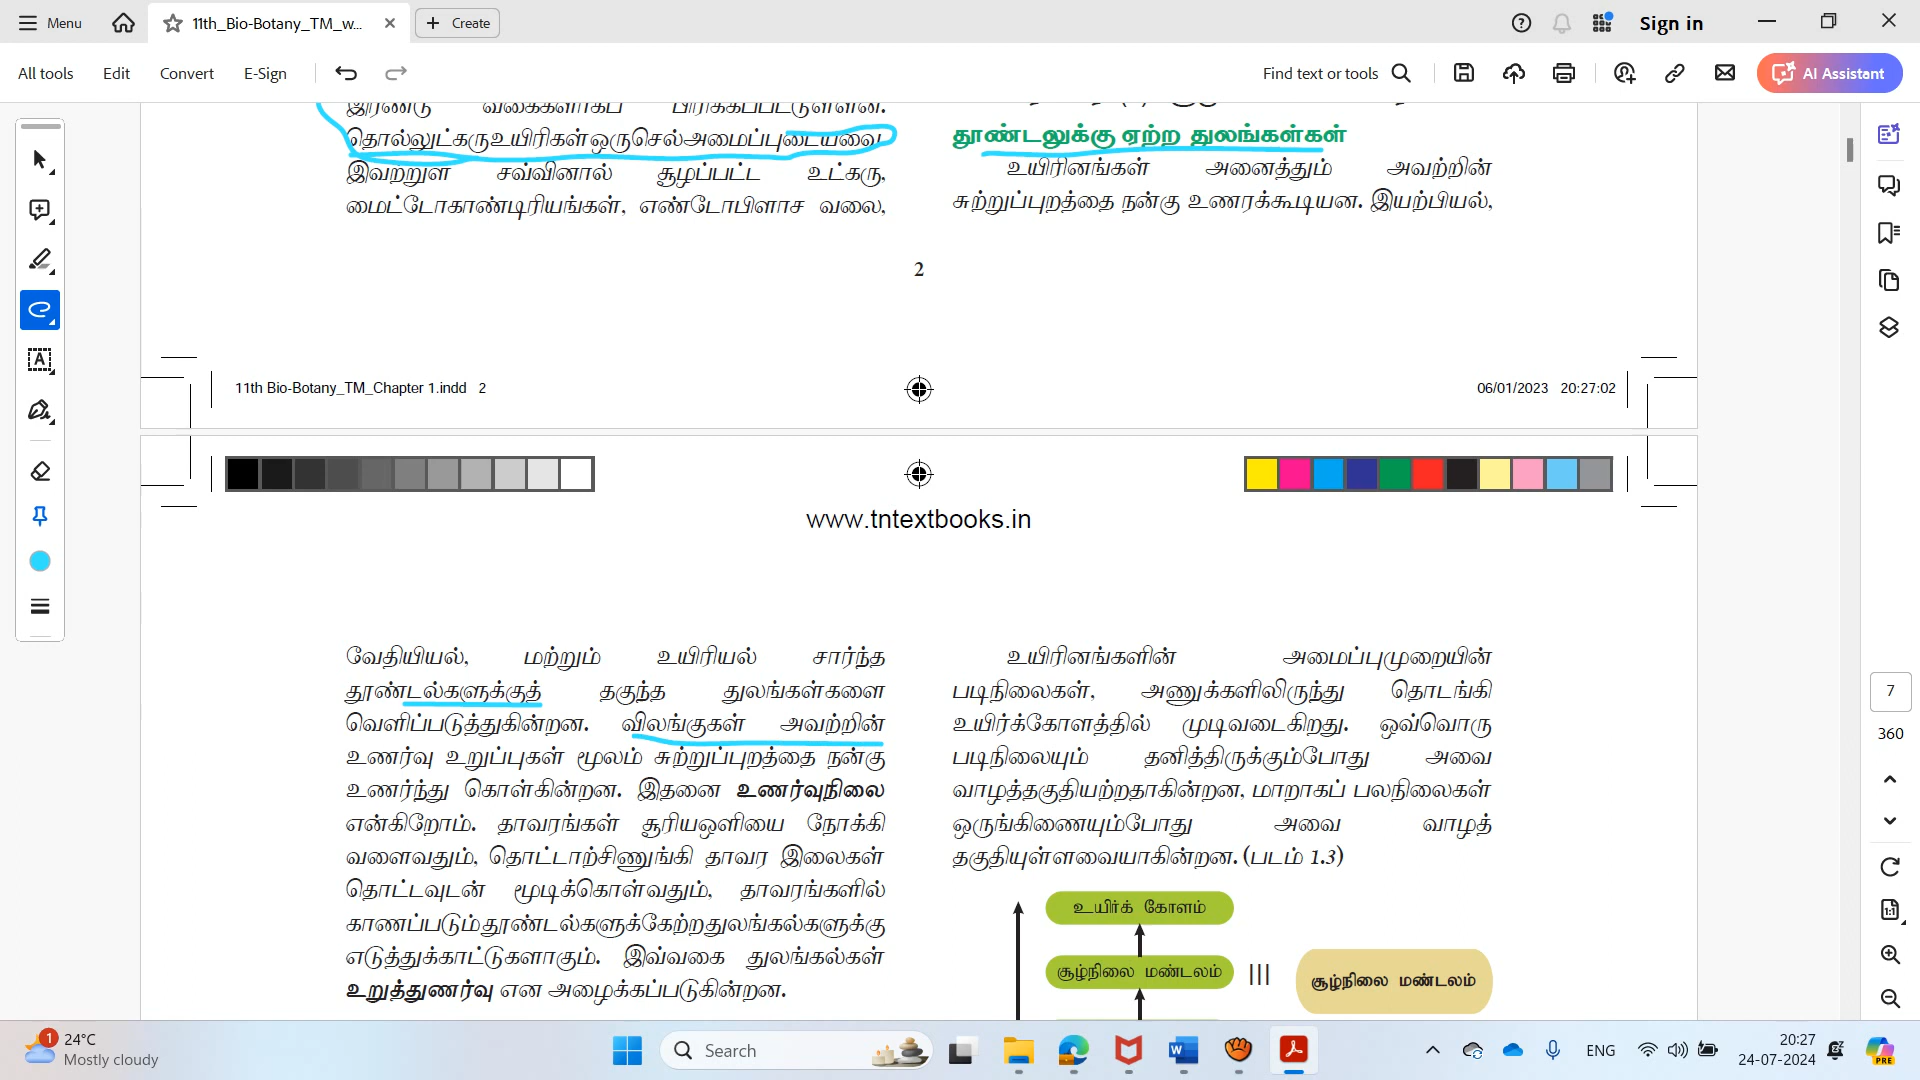 Menu
11th_Bio-Botany_TM_w...
Create
Sign in
All tools
Edit
Convert
E-Sign
Find text or tools
AI Assistant
இரண்டு வகைகளாகப் பிரிக்கப்பட்டுள்ளன.
தொல்லுட்கரு உயிரிகள் ஒரு செல் அமைப்புடையவை.
இவற்றுள் சவ்வினால் சூழப்பட்ட உட்கரு,
மைட்டோகாண்டிரியங்கள், எண்டோபிளாச வலை,
தூண்டலுக்கு ஏற்ற துலங்கள்கள்
உயிரினங்கள் அனைத்தும் அவற்றின்
சுற்றுப்புறத்தை நன்கு உணரக்கூடியன. இயற்பியல்,
2
11th Bio-Botany_TM_Chapter 1.indd 2
06/01/2023 20:27:02
www.tntextbooks.in
வேதியியல், மற்றும் உயிரியல் சார்ந்த
தூண்டல்களுக்குத் தகுந்த துலங்கள்களை
வெளிப்படுத்துகின்றன. விலங்குகள் அவற்றின்
உணர்வு உறுப்புகள் மூலம் சுற்றுப்புறத்தை நன்கு
உணர்ந்து கொள்கின்றன. இதனை உணர்வுநிலை
என்கிறோம். தாவரங்கள் சூரியஒளியை நோக்கி
வளைவதும், தொட்டாற்சிணுங்கி தாவர இலைகள்
தொட்டவுடன் மூடிக்கொள்வதும், தாவரங்களில்
காணப்படும் தூண்டல்களுக்கேற்ற துலங்கல்களுக்கு
எடுத்துக்காட்டுகளாகும். இவ்வகை துலங்கல்கள்
உறுத்துணர்வு என அழைக்கப்படுகின்றன.
உயிரினங்களின் அமைப்புமுறையின்
படிநிலைகள், அணுக்களிலிருந்து தொடங்கி
உயிர்க்கோளத்தில் முடிவடைகிறது. ஒவ்வொரு
படிநிலையும் தனித்திருக்கும்போது அவை
வாழத்தகுதியற்றதாகின்றன, மாறாகப் பலநிலைகள்
ஒருங்கிணையும்போது அவை வாழத்
தகுதியுள்ளவையாகின்றன. (படம் 1.3)
உயிர்க் கோளம்
சூழ்நிலை மண்டலம்
சூழ்நிலை மண்டலம்
7
360
1
24°C
Mostly cloudy
Search
ENG
20:27
24-07-2024